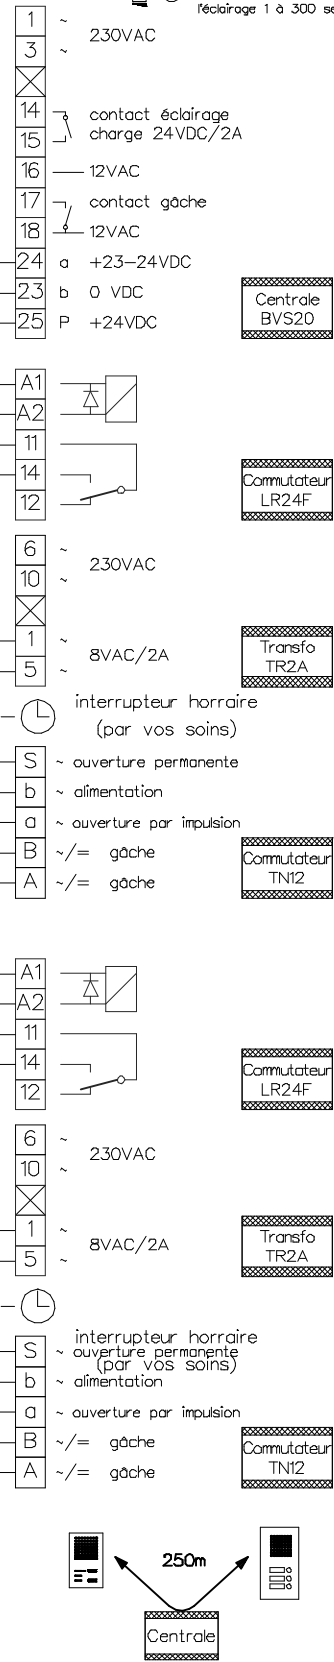 l'éclairage 1 à 300 se
1 ~
230VAC
3 ~
14 contact éclairage
15 charge 24VDC/2A
16 12VAC
17 contact gâche
18 12VAC
24 a +23-24VDC
23 b 0 VDC
25 P +24VDC
Centrale
BVS20
A1
A2
11
14
12
Commutateur
LR24F
6 ~
230VAC
10 ~
1 ~
8VAC/2A
5 ~
Transfo
TR2A
interrupteur horraire
(par vos soins)
S ~ ouverture permanente
b ~ alimentation
a ~ ouverture par impulsion
B ~/= gâche
A ~/= gâche
Commutateur
TN12
A1
A2
11
14
12
Commutateur
LR24F
6 ~
230VAC
10 ~
1 ~
8VAC/2A
5 ~
Transfo
TR2A
interrupteur horraire
(par vos soins)
S ~ ouverture permanente
b ~ alimentation
a ~ ouverture par impulsion
B ~/= gâche
A ~/= gâche
Commutateur
TN12
250m
Centrale